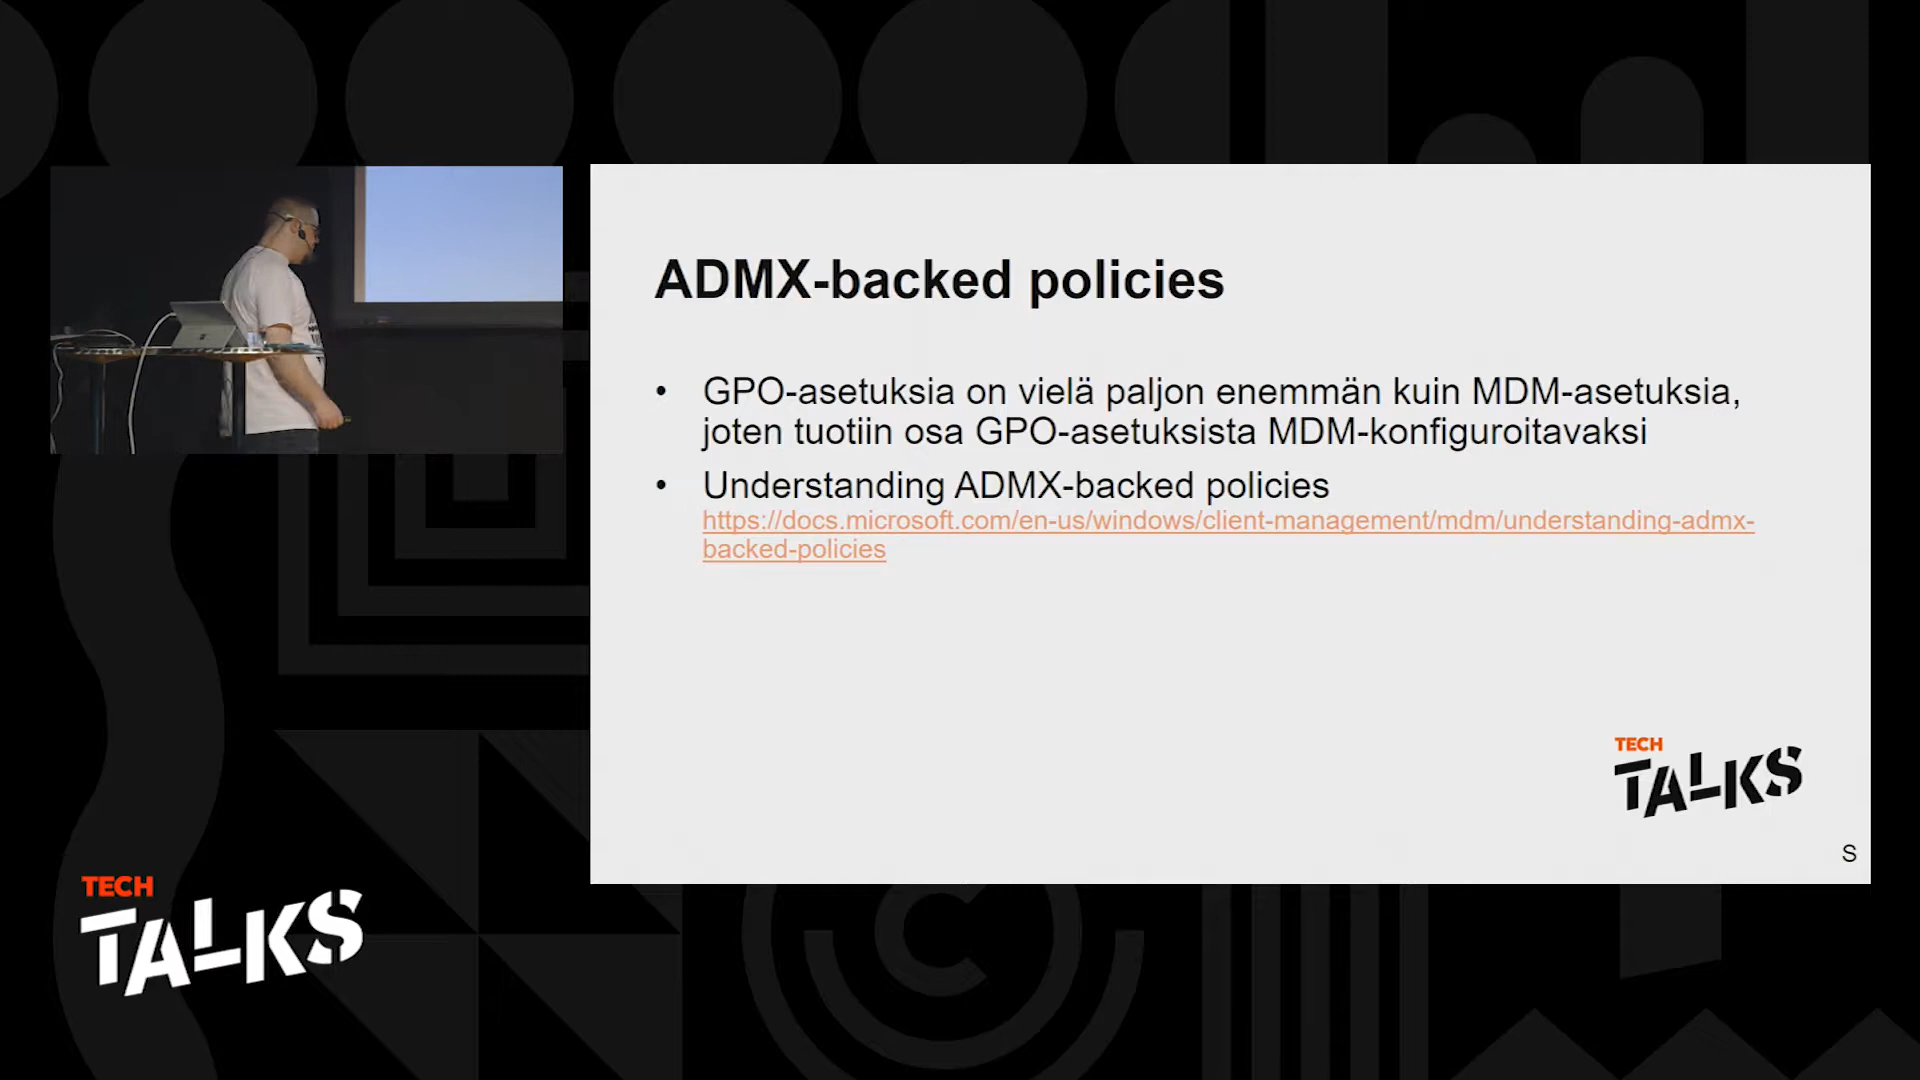 ADMX-backed policies
• GPO-asetuksia on vielä paljon enemmän kuin MDM-asetuksia,
joten tuotiin osa GPO-asetuksista MDM-konfiguroitavaksi
• Understanding ADMX-backed policies
https://docs.microsoft.com/en-us/windows/client-management/mdm/understanding-admx-
backed-policies
TECH
TALKS
S
TECH
TALKS